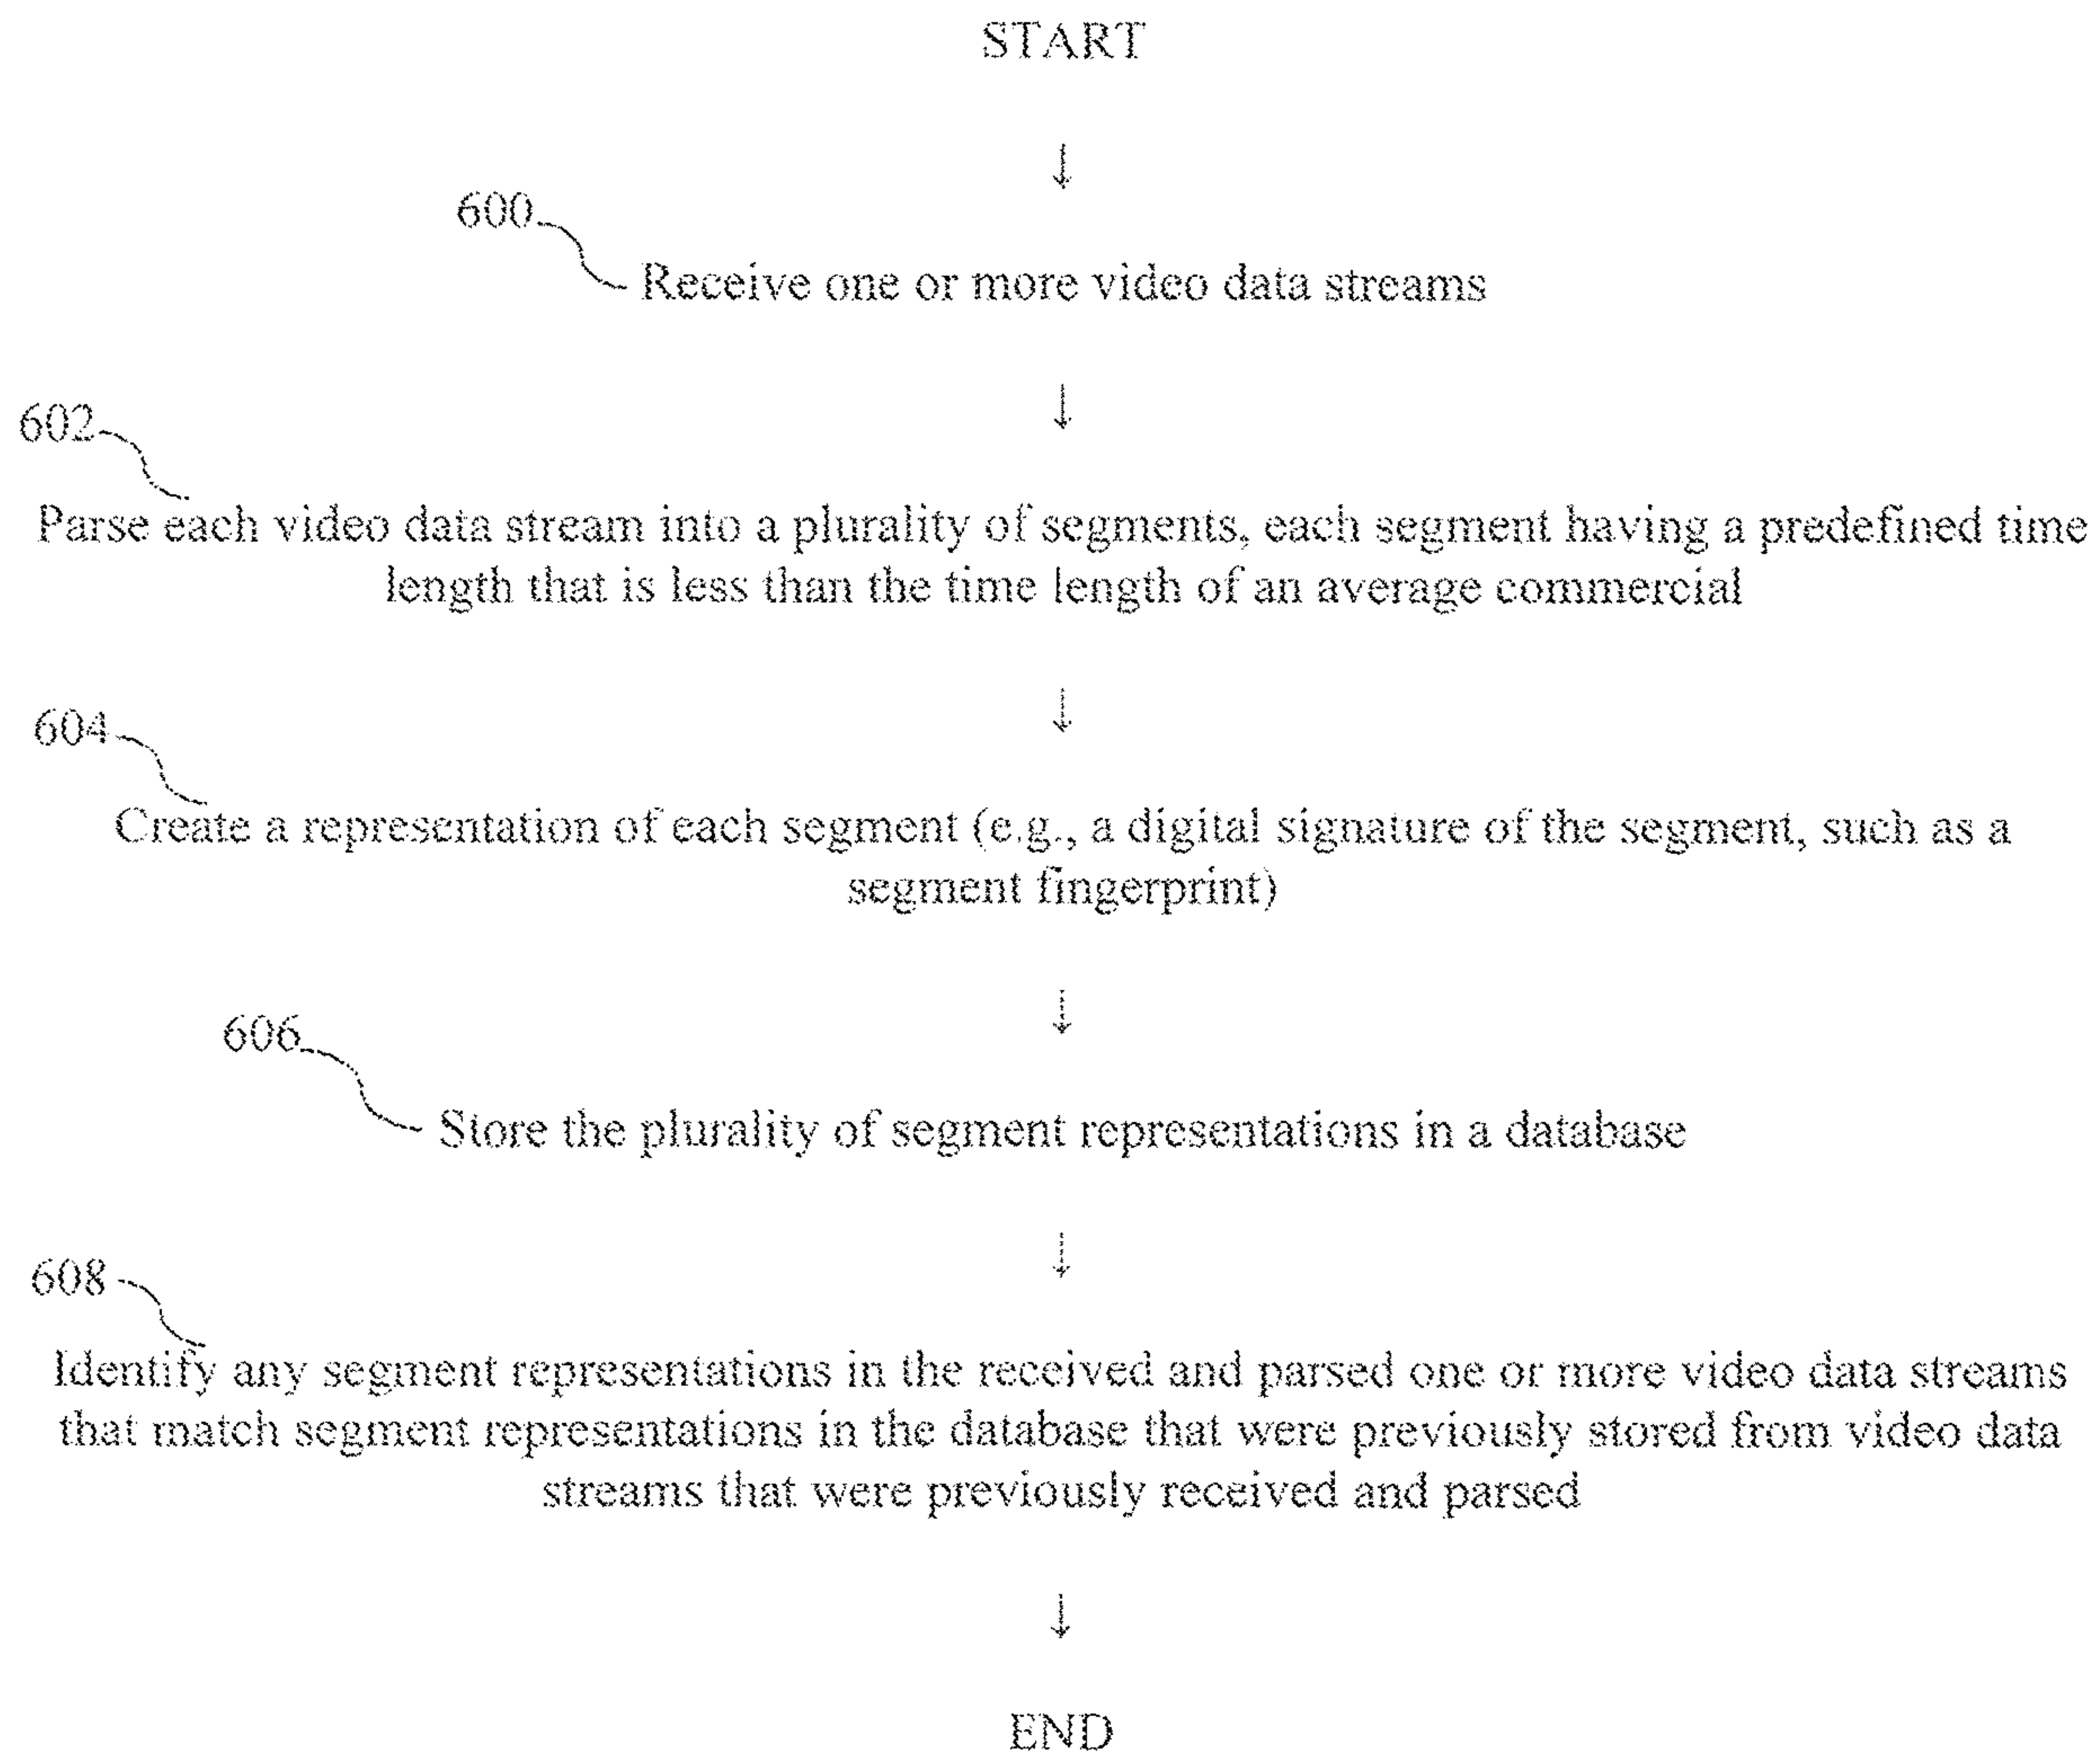 START
↓
600
Receive one or more video data streams
↓
602
Parse each video data stream into a plurality of segments, each segment having a predefined time
length that is less than the time length of an average commercial
↓
604
Create a representation of each segment (e.g., a digital signature of the segment, such as a
segment fingerprint)
↓
606
Store the plurality of segment representations in a database
↓
608
Identify any segment representations in the received and parsed one or more video data streams
that match segment representations in the database that were previously stored from video data
streams that were previously received and parsed
↓
END